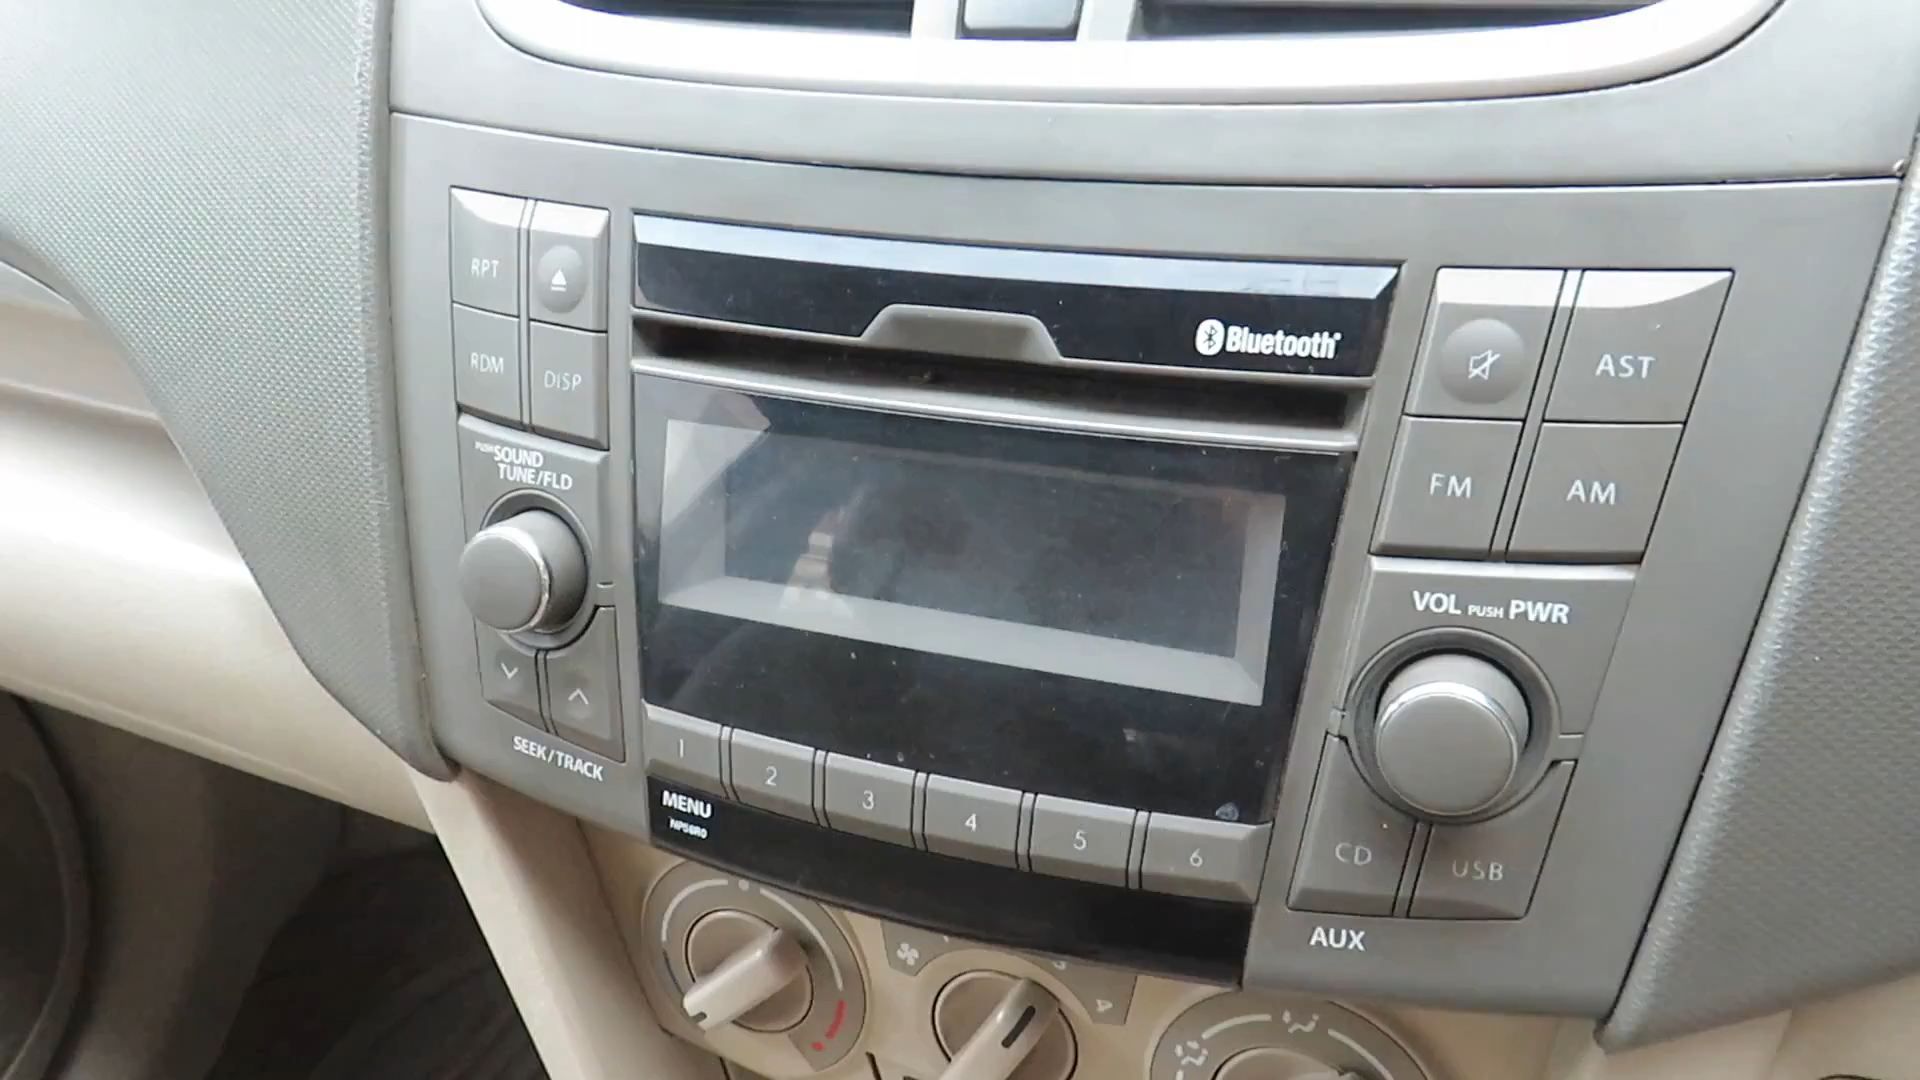 RPT
RDM
DISP
PUSH SOUND
TUNE/FLD
SEEK/TRACK
Bluetooth
1
2
3
4
5
6
MENU
AST
FM
AM
VOL PUSH PWR
CD
USB
AUX
4